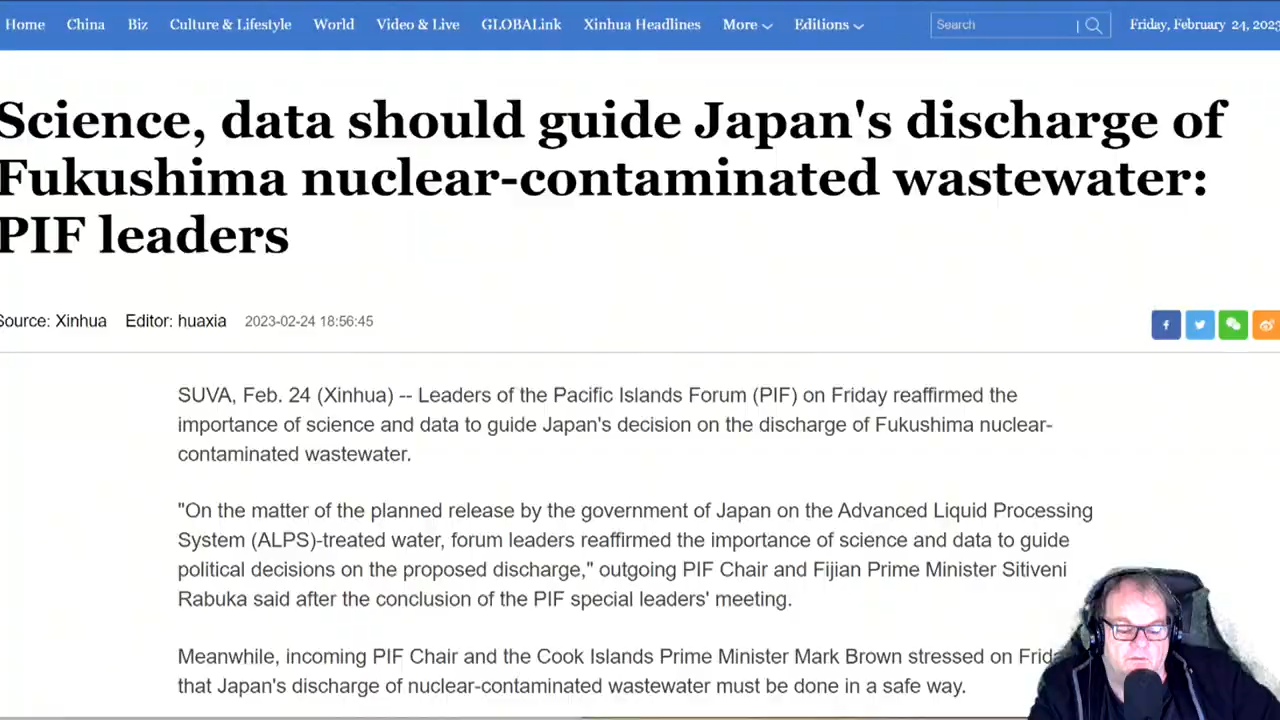 Home China Biz Culture & Lifestyle World Video & Live GLOBALink Xinhua Headlines More Editions Search Friday, February 24, 2023
Science, data should guide Japan's discharge of
Fukushima nuclear-contaminated wastewater:
PIF leaders
Source: Xinhua Editor: huaxia 2023-02-24 18:56:45
SUVA, Feb. 24 (Xinhua) -- Leaders of the Pacific Islands Forum (PIF) on Friday reaffirmed the
importance of science and data to guide Japan's decision on the discharge of Fukushima nuclear-
contaminated wastewater.
"On the matter of the planned release by the government of Japan on the Advanced Liquid Processing
System (ALPS)-treated water, forum leaders reaffirmed the importance of science and data to guide
political decisions on the proposed discharge," outgoing PIF Chair and Fijian Prime Minister Sitiveni
Rabuka said after the conclusion of the PIF special leaders' meeting.
Meanwhile, incoming PIF Chair and the Cook Islands Prime Minister Mark Brown stressed on Friday
that Japan's discharge of nuclear-contaminated wastewater must be done in a safe way.